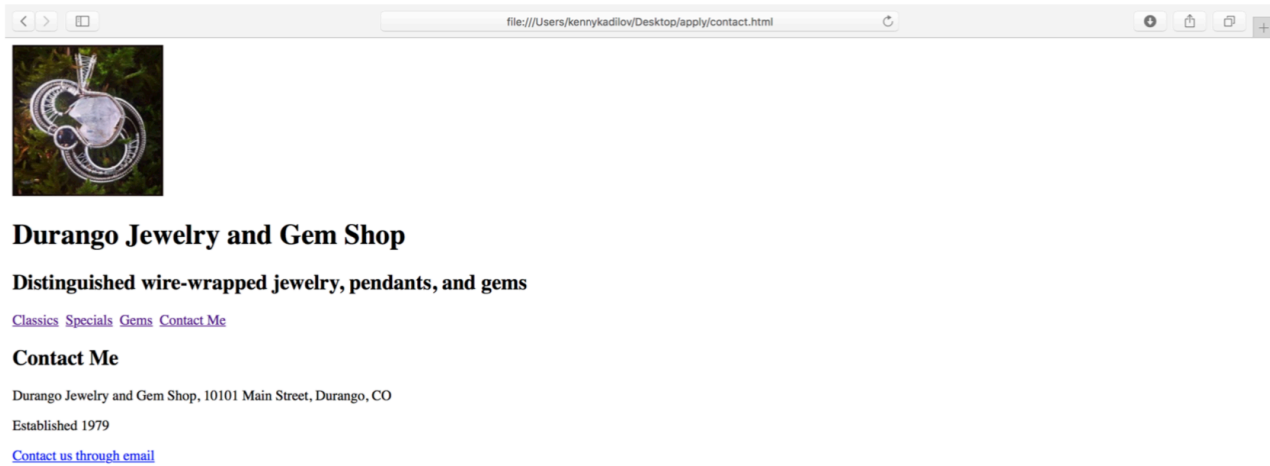 file:///Users/kennykadilov/Desktop/apply/contact.html
Durango Jewelry and Gem Shop
Distinguished wire-wrapped jewelry, pendants, and gems
Classics Specials Gems Contact Me
Contact Me
Durango Jewelry and Gem Shop, 10101 Main Street, Durango, CO
Established 1979
Contact us through email